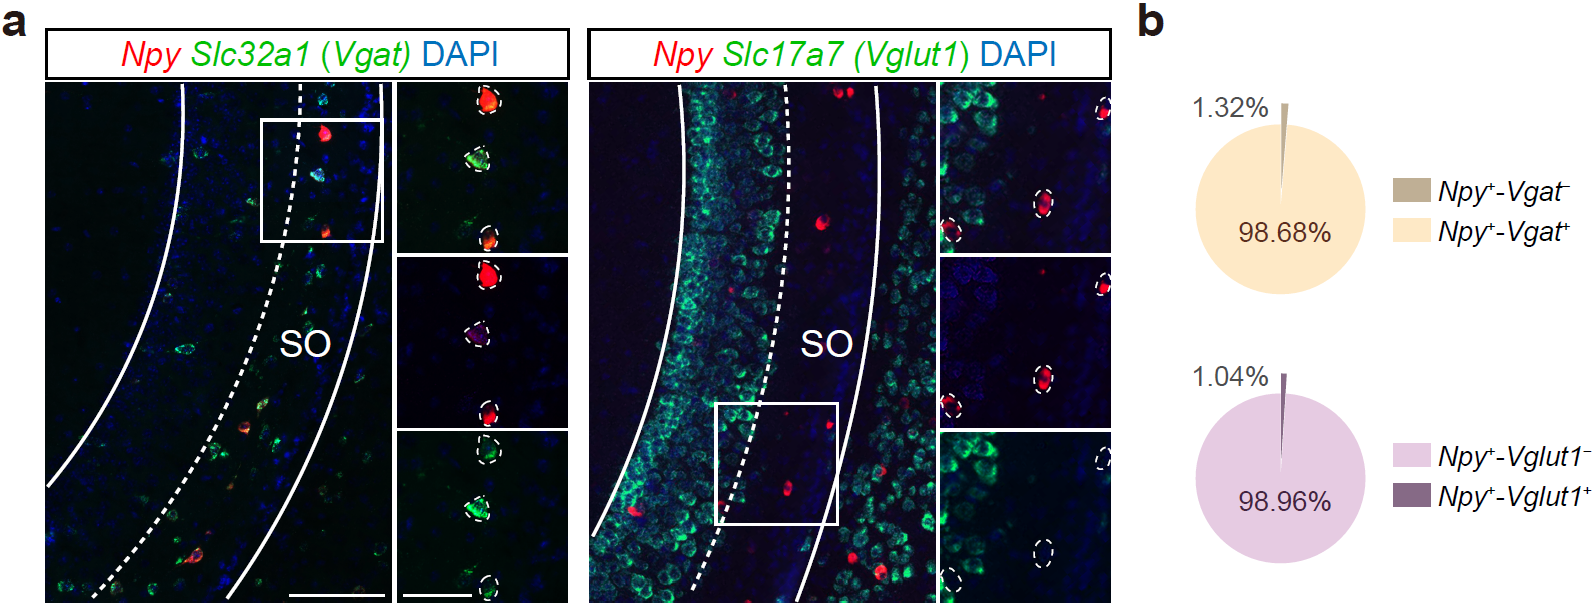 a
Npy Slc32a1 (Vgat) DAPI
SO
Npy Slc17a7 (Vglut1) DAPI
SO
b
1.32%
98.68%
Npy⁺-Vgat⁻
Npy⁺-Vgat⁺
1.04%
98.96%
Npy⁺-Vglut1⁻
Npy⁺-Vglut1⁺